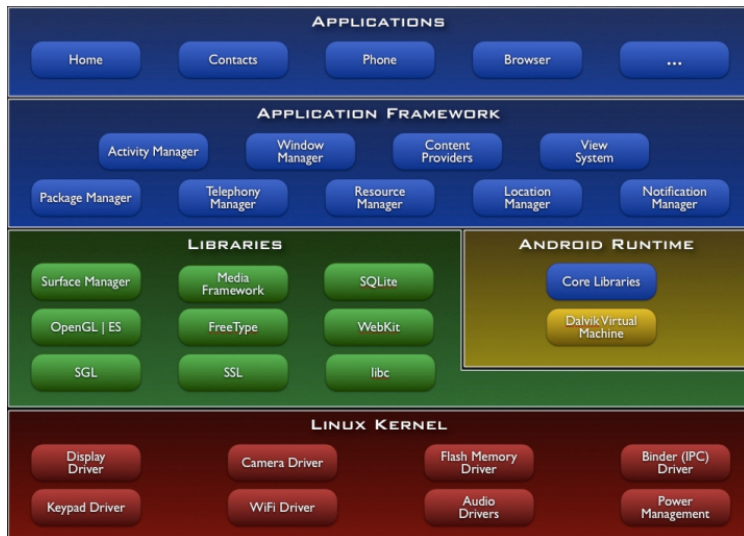 APPLICATIONS
Home
Contacts
Phone
Browser
...
APPLICATION FRAMEWORK
Activity Manager
Window
Manager
Content
Providers
View
System
Package Manager
Telephony
Manager
Resource
Manager
Location
Manager
Notification
Manager
LIBRARIES
Surface Manager
Media
Framework
SQLite
OpenGL | ES
FreeType
WebKit
SGL
SSL
libc
ANDROID RUNTIME
Core Libraries
Dalvik Virtual
Machine
LINUX KERNEL
Display
Driver
Camera Driver
Flash Memory
Driver
Binder (IPC)
Driver
Keypad Driver
WiFi Driver
Audio
Drivers
Power
Management